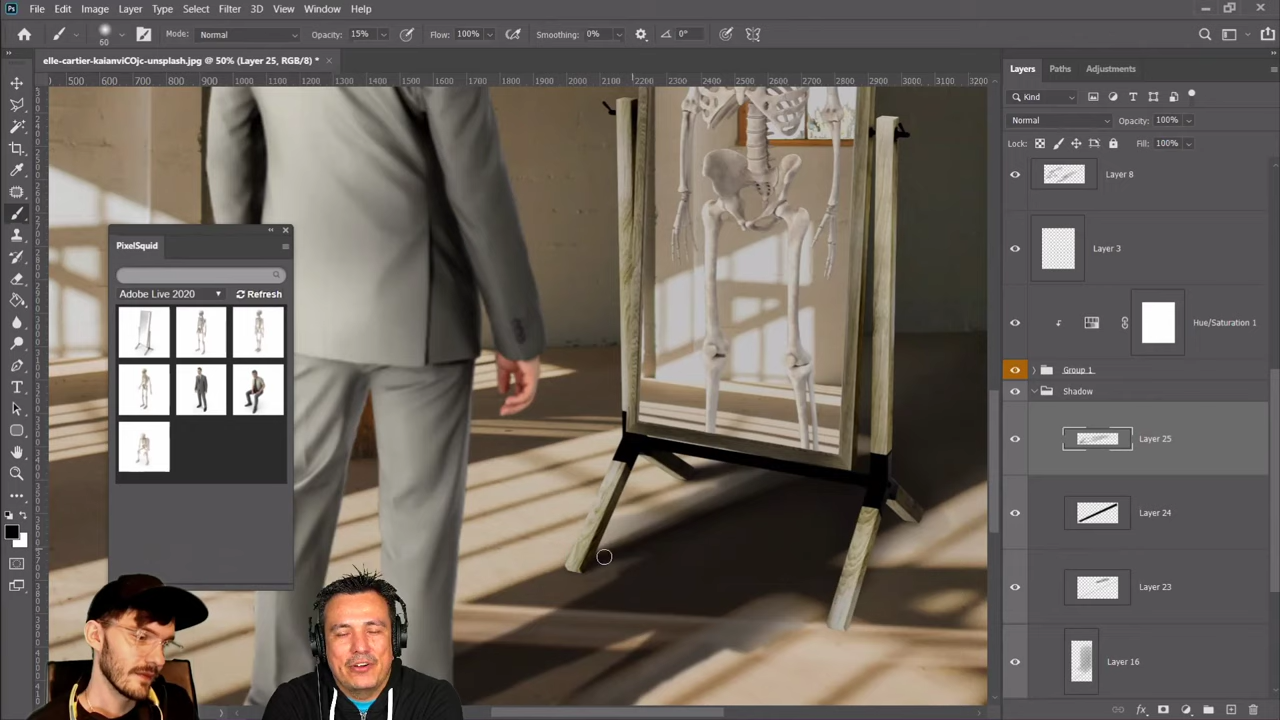 Ps File Edit Image Layer Type Select Filter 3D View Window Help
60 Mode: Normal Opacity: 15% Flow: 100% Smoothing: 0% 0°
elle-cartier-kaianviCOjc-unsplash.jpg @ 50% (Layer 25, RGB/8) *
500 600 700 800 900 1000 1100 1200 1300 1400 1500 1600 1700 1800 1900 2000 2100 2200 2300 2400 2500 2600 2700 2800 2900 3000 3100 3200
PixelSquid
Adobe Live 2020 Refresh
Layers Paths Adjustments
Kind
Normal Opacity: 100%
Lock: Fill: 100%
Layer 8
Layer 3
Hue/Saturation 1
Group 1
Shadow
Layer 25
Layer 24
Layer 23
Layer 16
fx